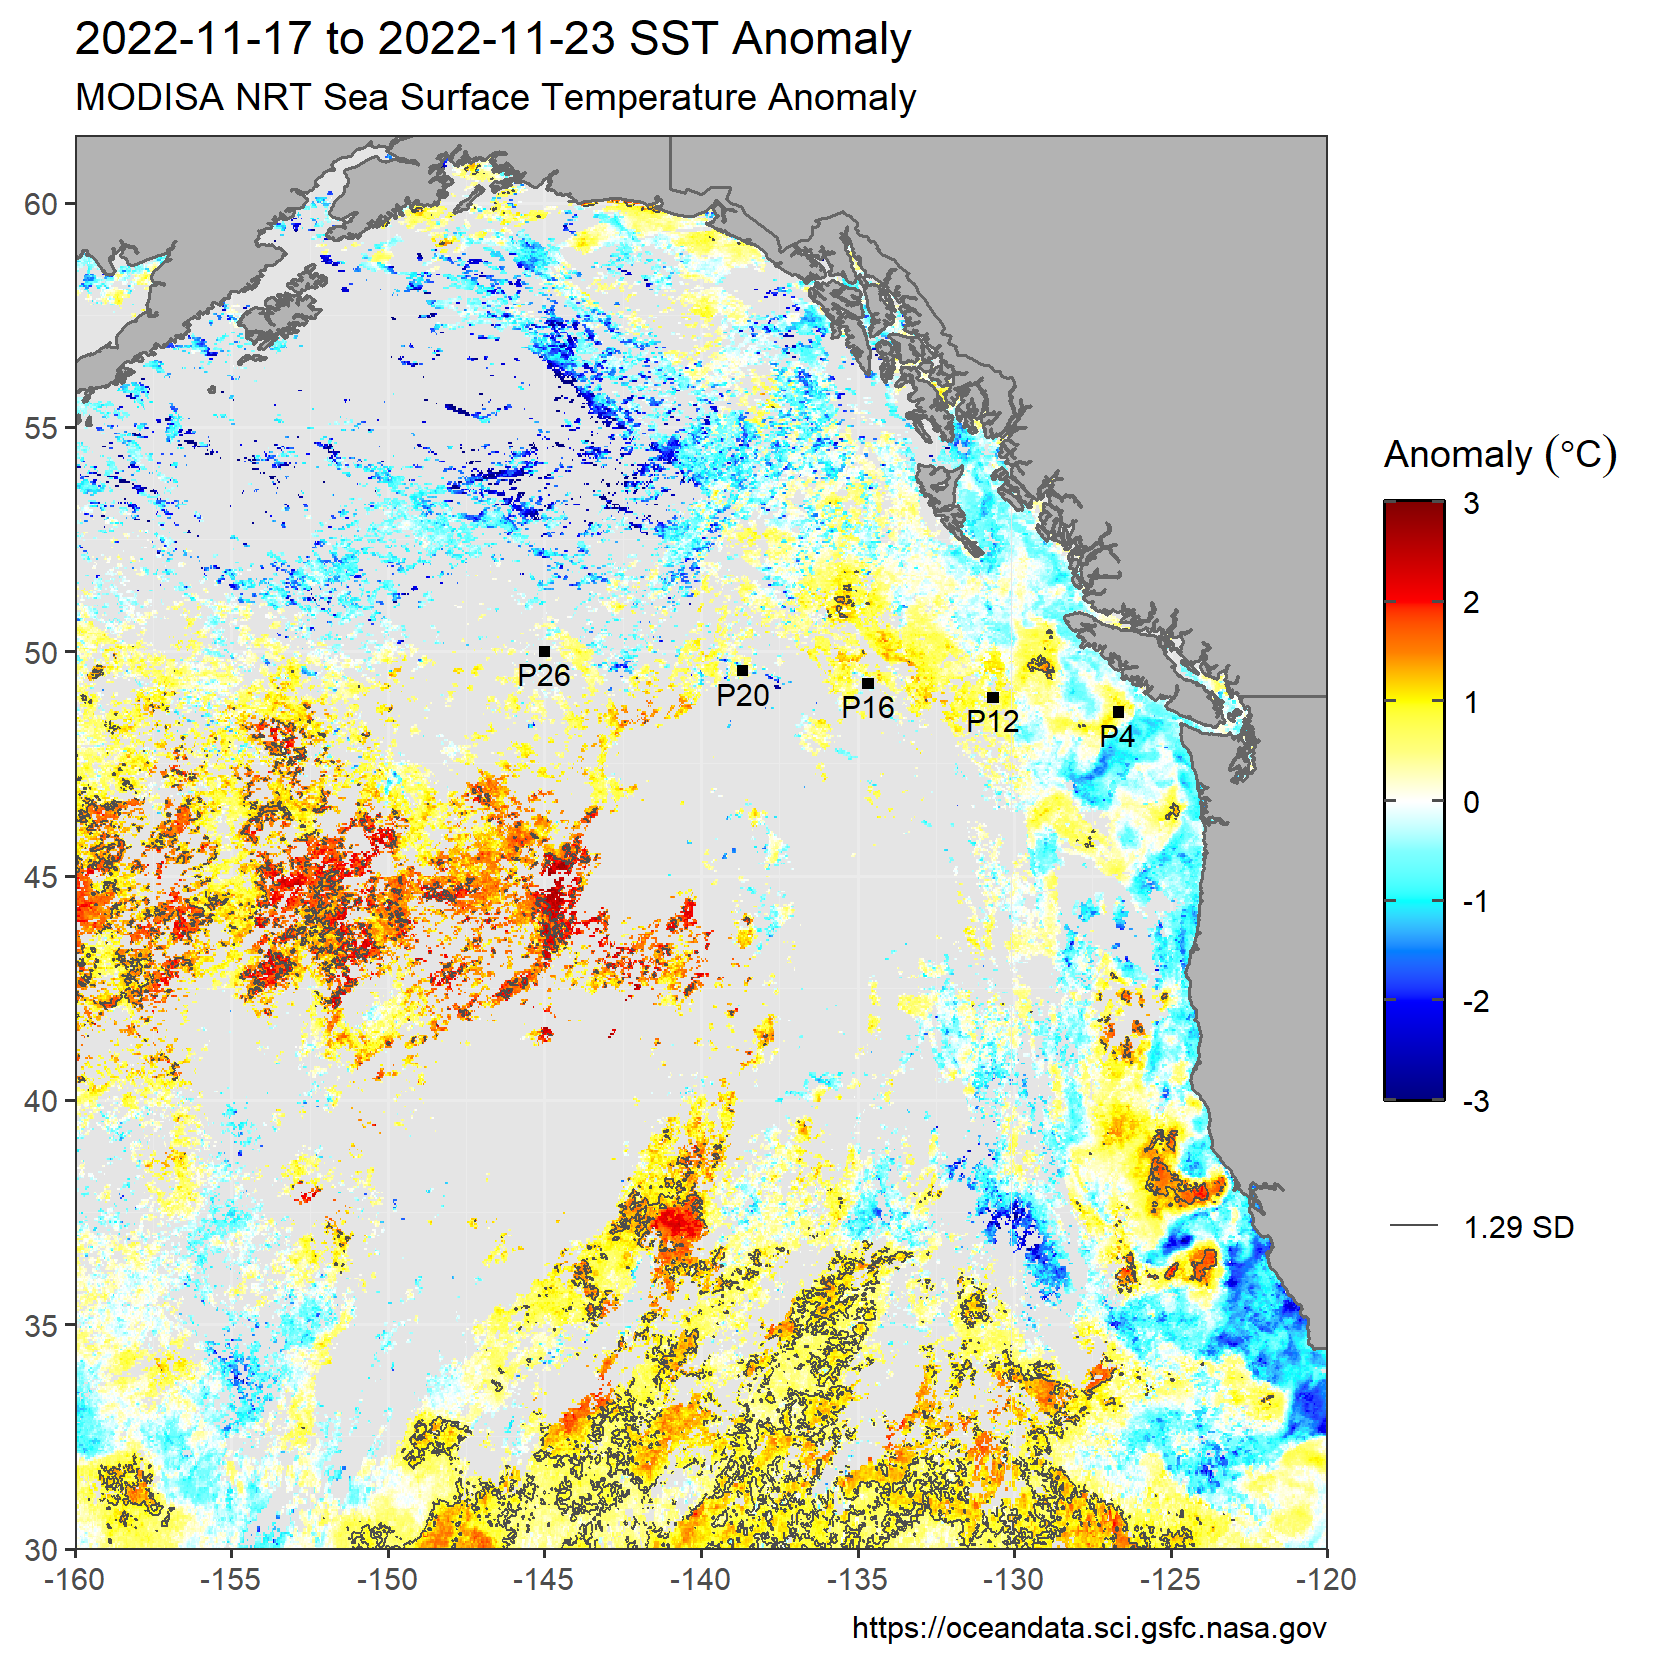 2022-11-17 to 2022-11-23 SST Anomaly
MODISA NRT Sea Surface Temperature Anomaly
60
55
50
45
40
35
30
-160
-155
-150
-145
-140
-135
-130
-125
-120
P26
P20
P16
P12
P4
Anomaly (°C)
3
2
1
0
-1
-2
-3
1.29 SD
https://oceandata.sci.gsfc.nasa.gov